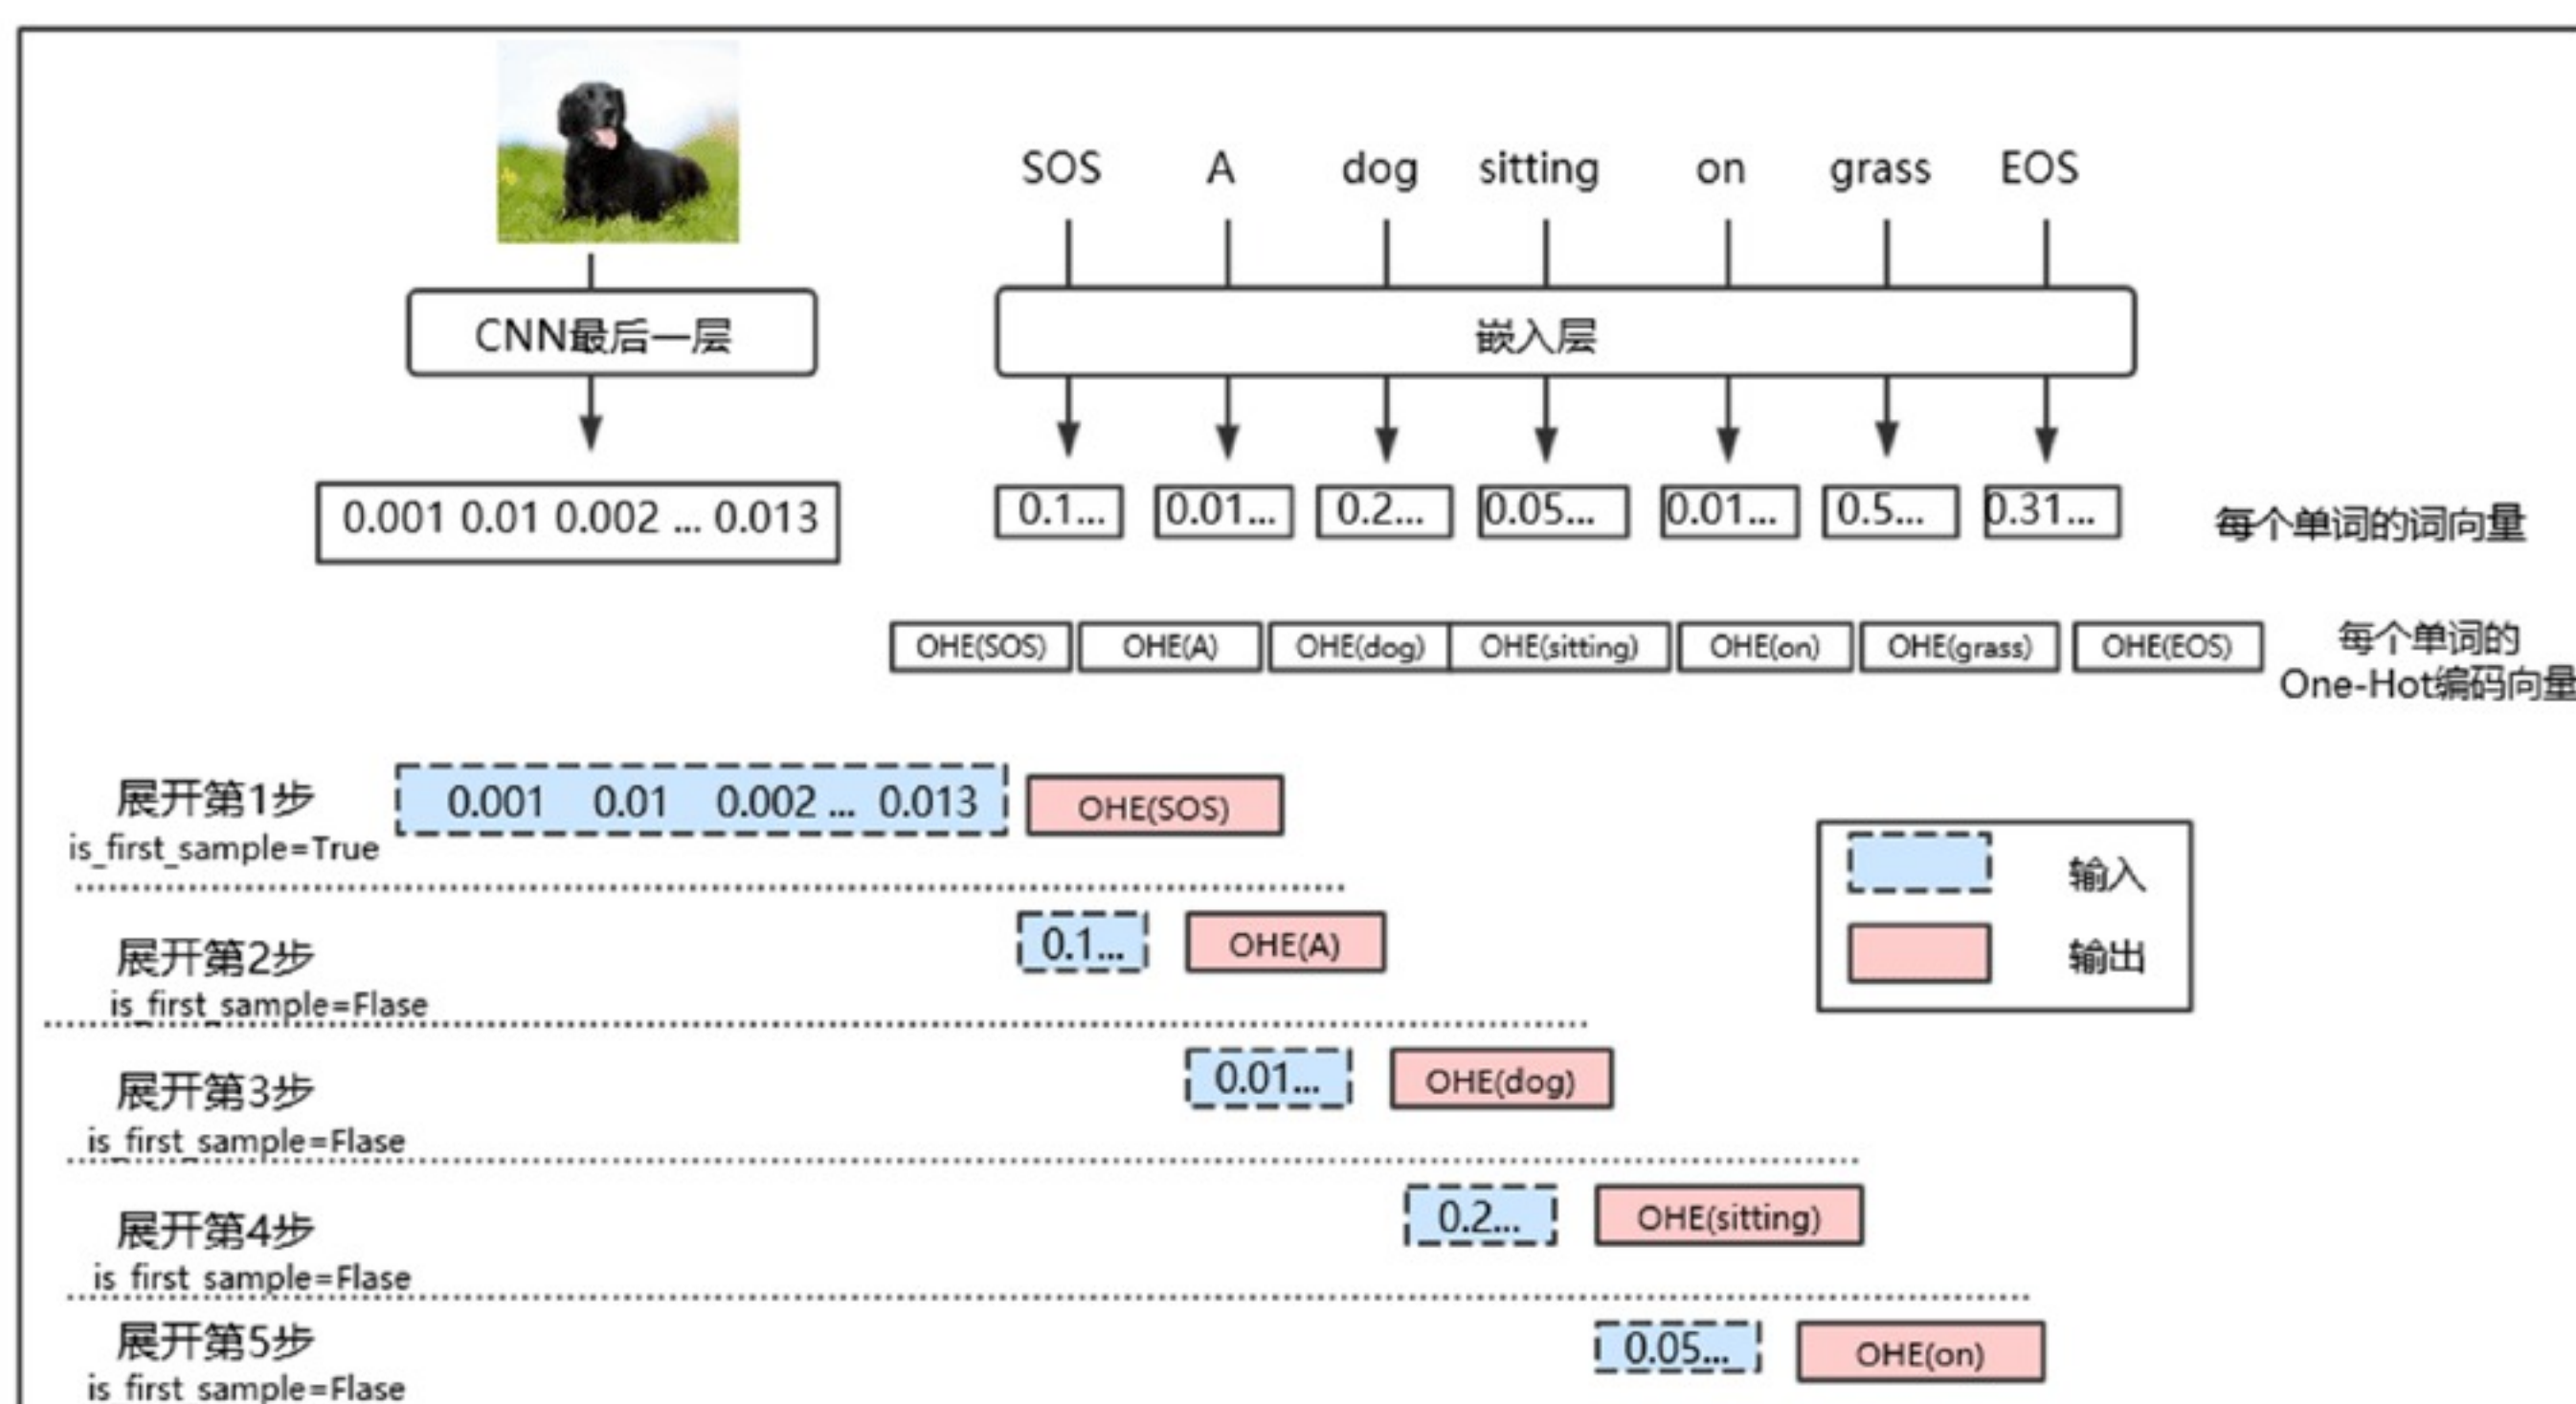 SOS A dog sitting on grass EOS
CNN最后一层
嵌入层
0.001 0.01 0.002 ... 0.013
0.1... 0.01... 0.2... 0.05... 0.01... 0.5... 0.31...
每个单词的词向量
OHE(SOS) OHE(A) OHE(dog) OHE(sitting) OHE(on) OHE(grass) OHE(EOS)
每个单词的
One-Hot编码向量
展开第1步
is_first_sample=True
0.001 0.01 0.002 ... 0.013
OHE(SOS)
输入
输出
展开第2步
is_first_sample=Flase
0.1...
OHE(A)
展开第3步
is_first_sample=Flase
0.01...
OHE(dog)
展开第4步
is_first_sample=Flase
0.2...
OHE(sitting)
展开第5步
is_first_sample=Flase
0.05...
OHE(on)